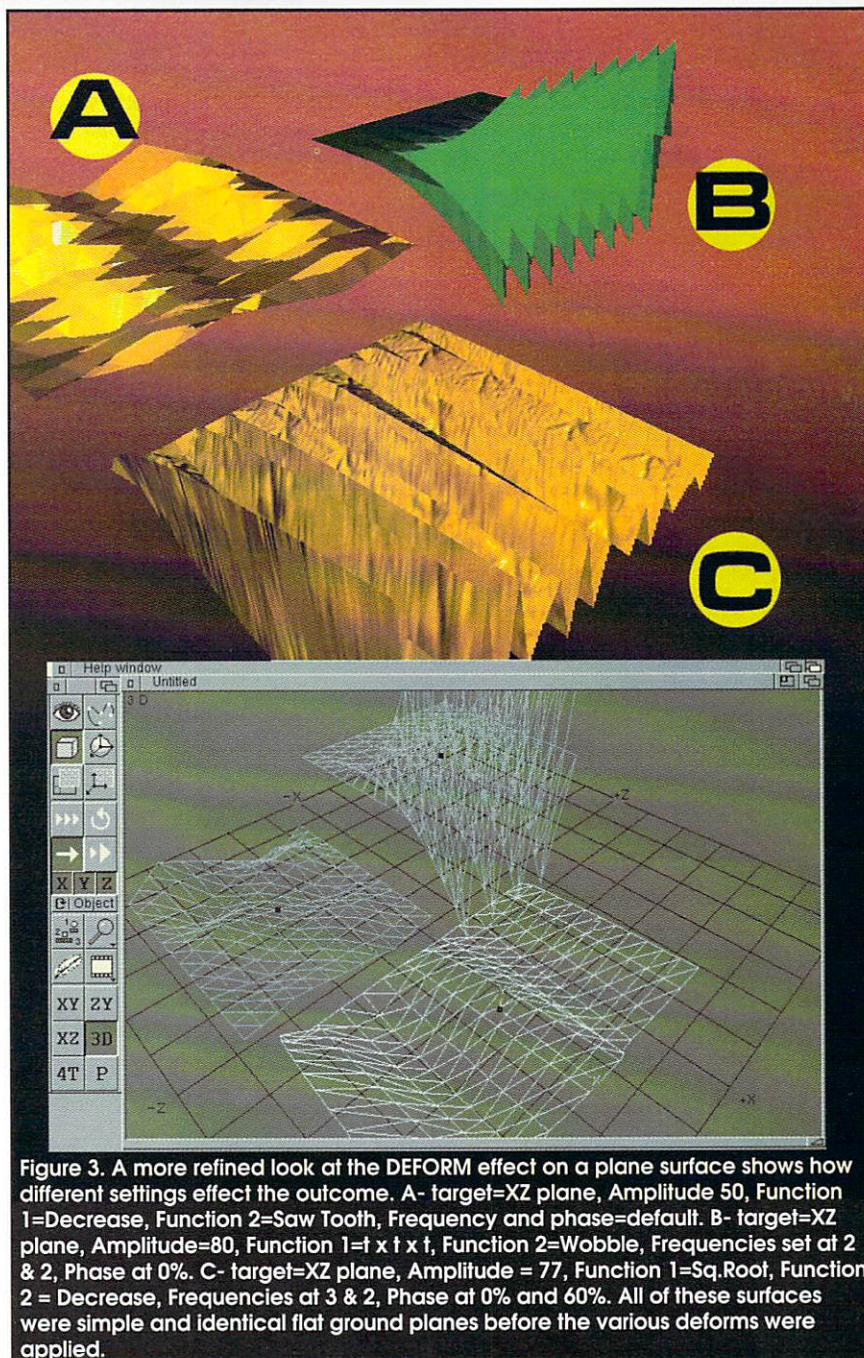 A
B
C
Help window
Untitled
3 D
-X
+Z
X Y Z
Object
1
2
3
XY ZY
XZ 3D
4T P
-Z
+X
Figure 3. A more refined look at the DEFORM effect on a plane surface shows how
different settings effect the outcome. A- target=XZ plane, Amplitude 50, Function
1=Decrease, Function 2=Saw Tooth, Frequency and phase=default. B- target=XZ
plane, Amplitude=80, Function 1=t x t x t, Function 2=Wobble, Frequencies set at 2
& 2, Phase at 0%. C- target=XZ plane, Amplitude = 77, Function 1=Sq.Root, Function
2 = Decrease, Frequencies at 3 & 2, Phase at 0% and 60%. All of these surfaces
were simple and identical flat ground planes before the various deforms were
applied.